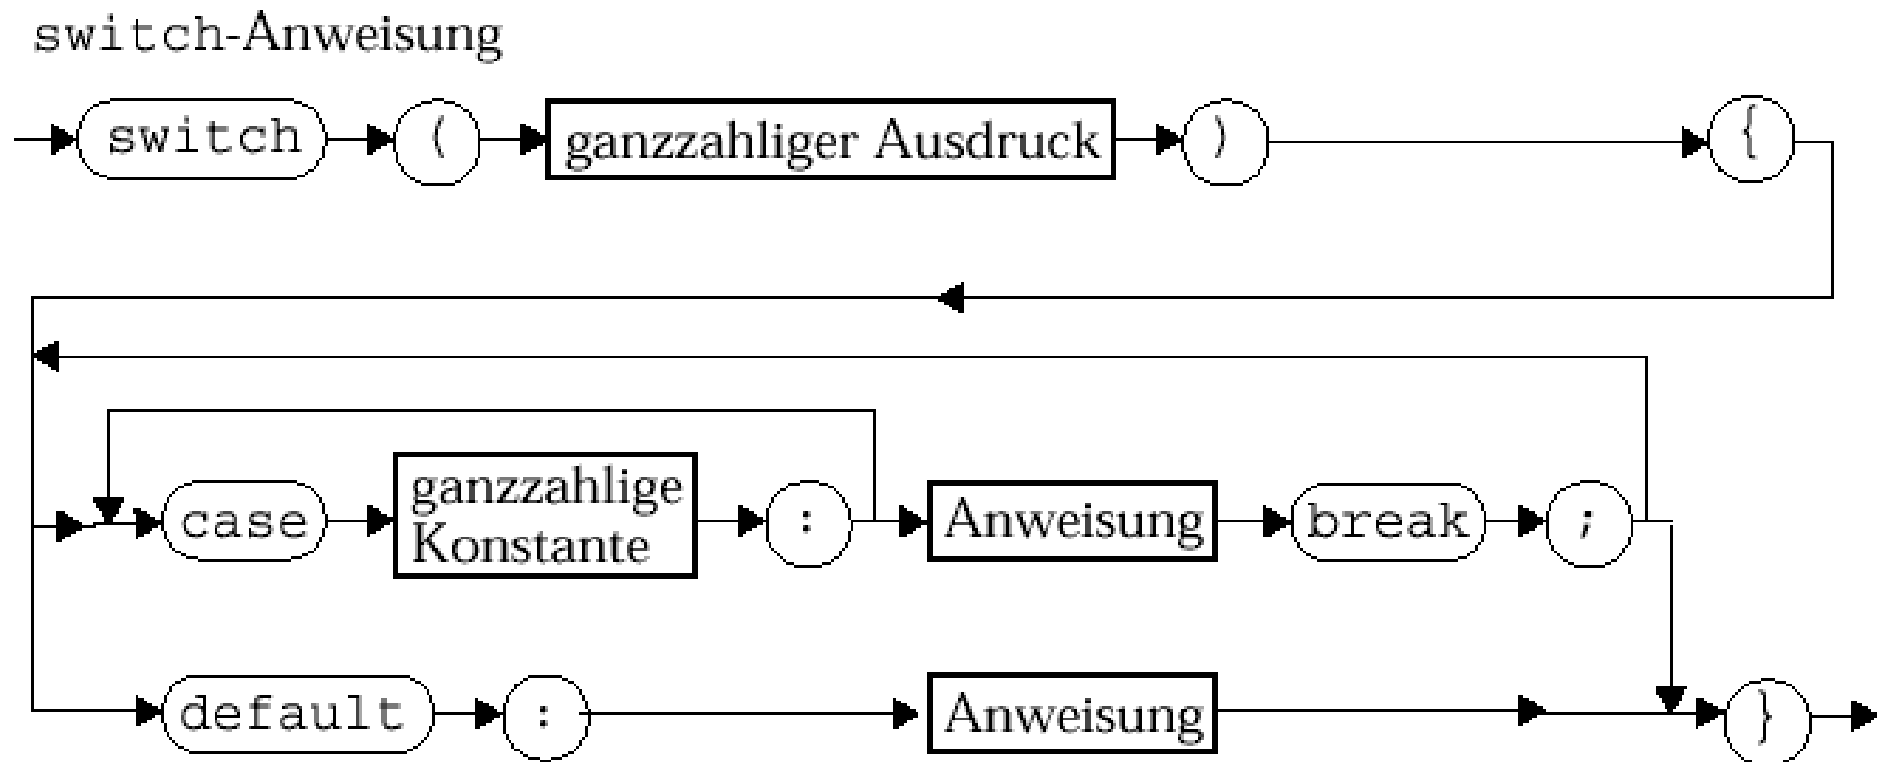 switch-Anweisung
switch ( ganzzahliger Ausdruck ) {
case ganzzahlige Konstante : Anweisung break ;
default : Anweisung }